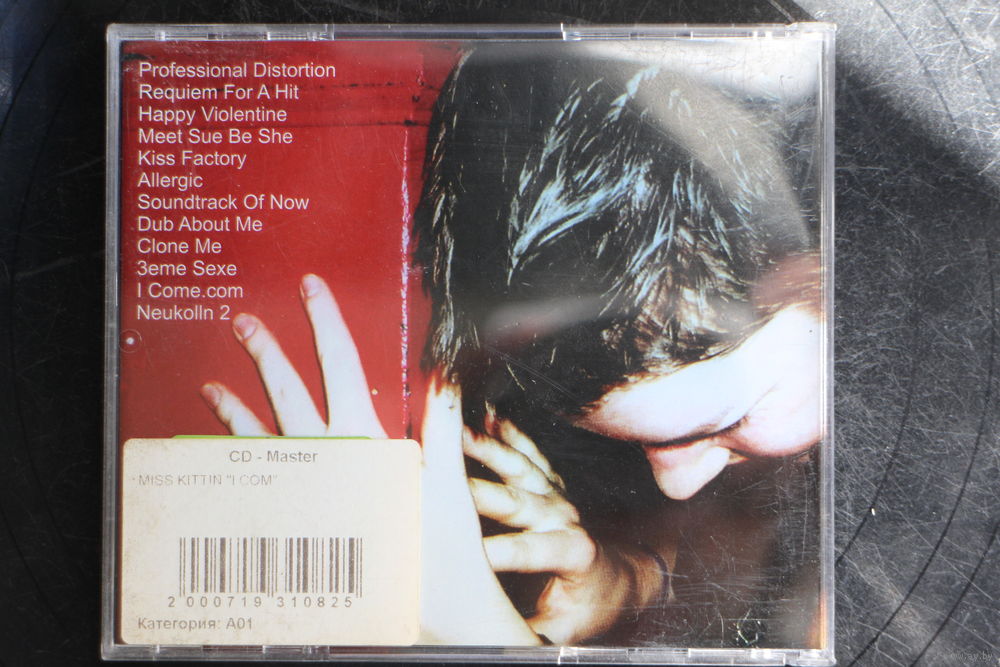 Professional Distortion
Requiem For A Hit
Happy Violentine
Meet Sue Be She
Kiss Factory
Allergic
Soundtrack Of Now
Dub About Me
Clone Me
3eme Sexe
I Come.com
Neukolln 2
CD - Master
MISS KITTIN "I COM"
2 000719 310825
Категория: A01